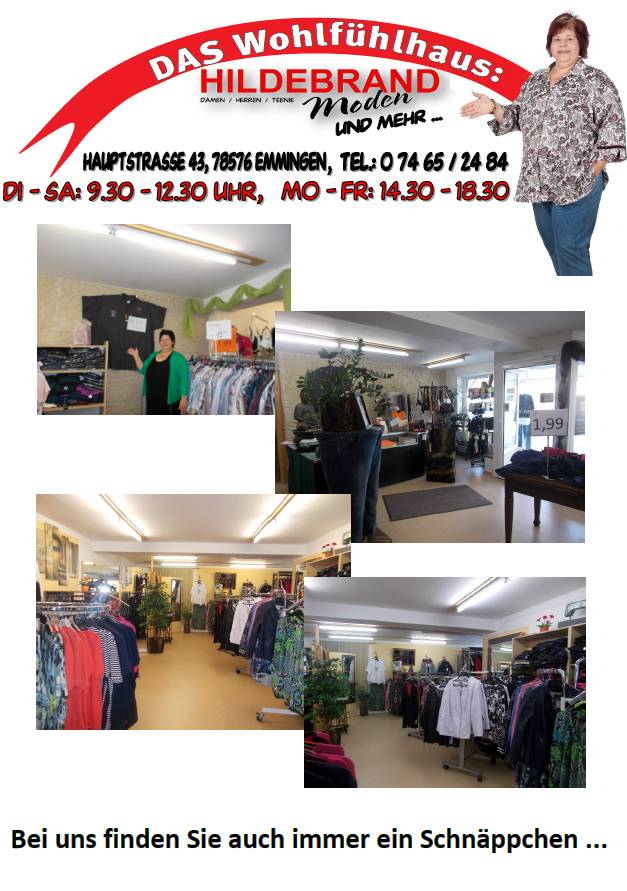 DAS Wohlfühlhaus:
HILDEBRAND
DAMEN / HERREN / TEENIE
Moden
UND MEHR ...
HAUPTSTRASSE 43, 78576 EMMINGEN, TEL.: 0 74 65 / 24 84
DI - SA: 9.30 - 12.30 UHR, MO - FR: 14.30 - 18.30
1,99
Bei uns finden Sie auch immer ein Schnäppchen ...